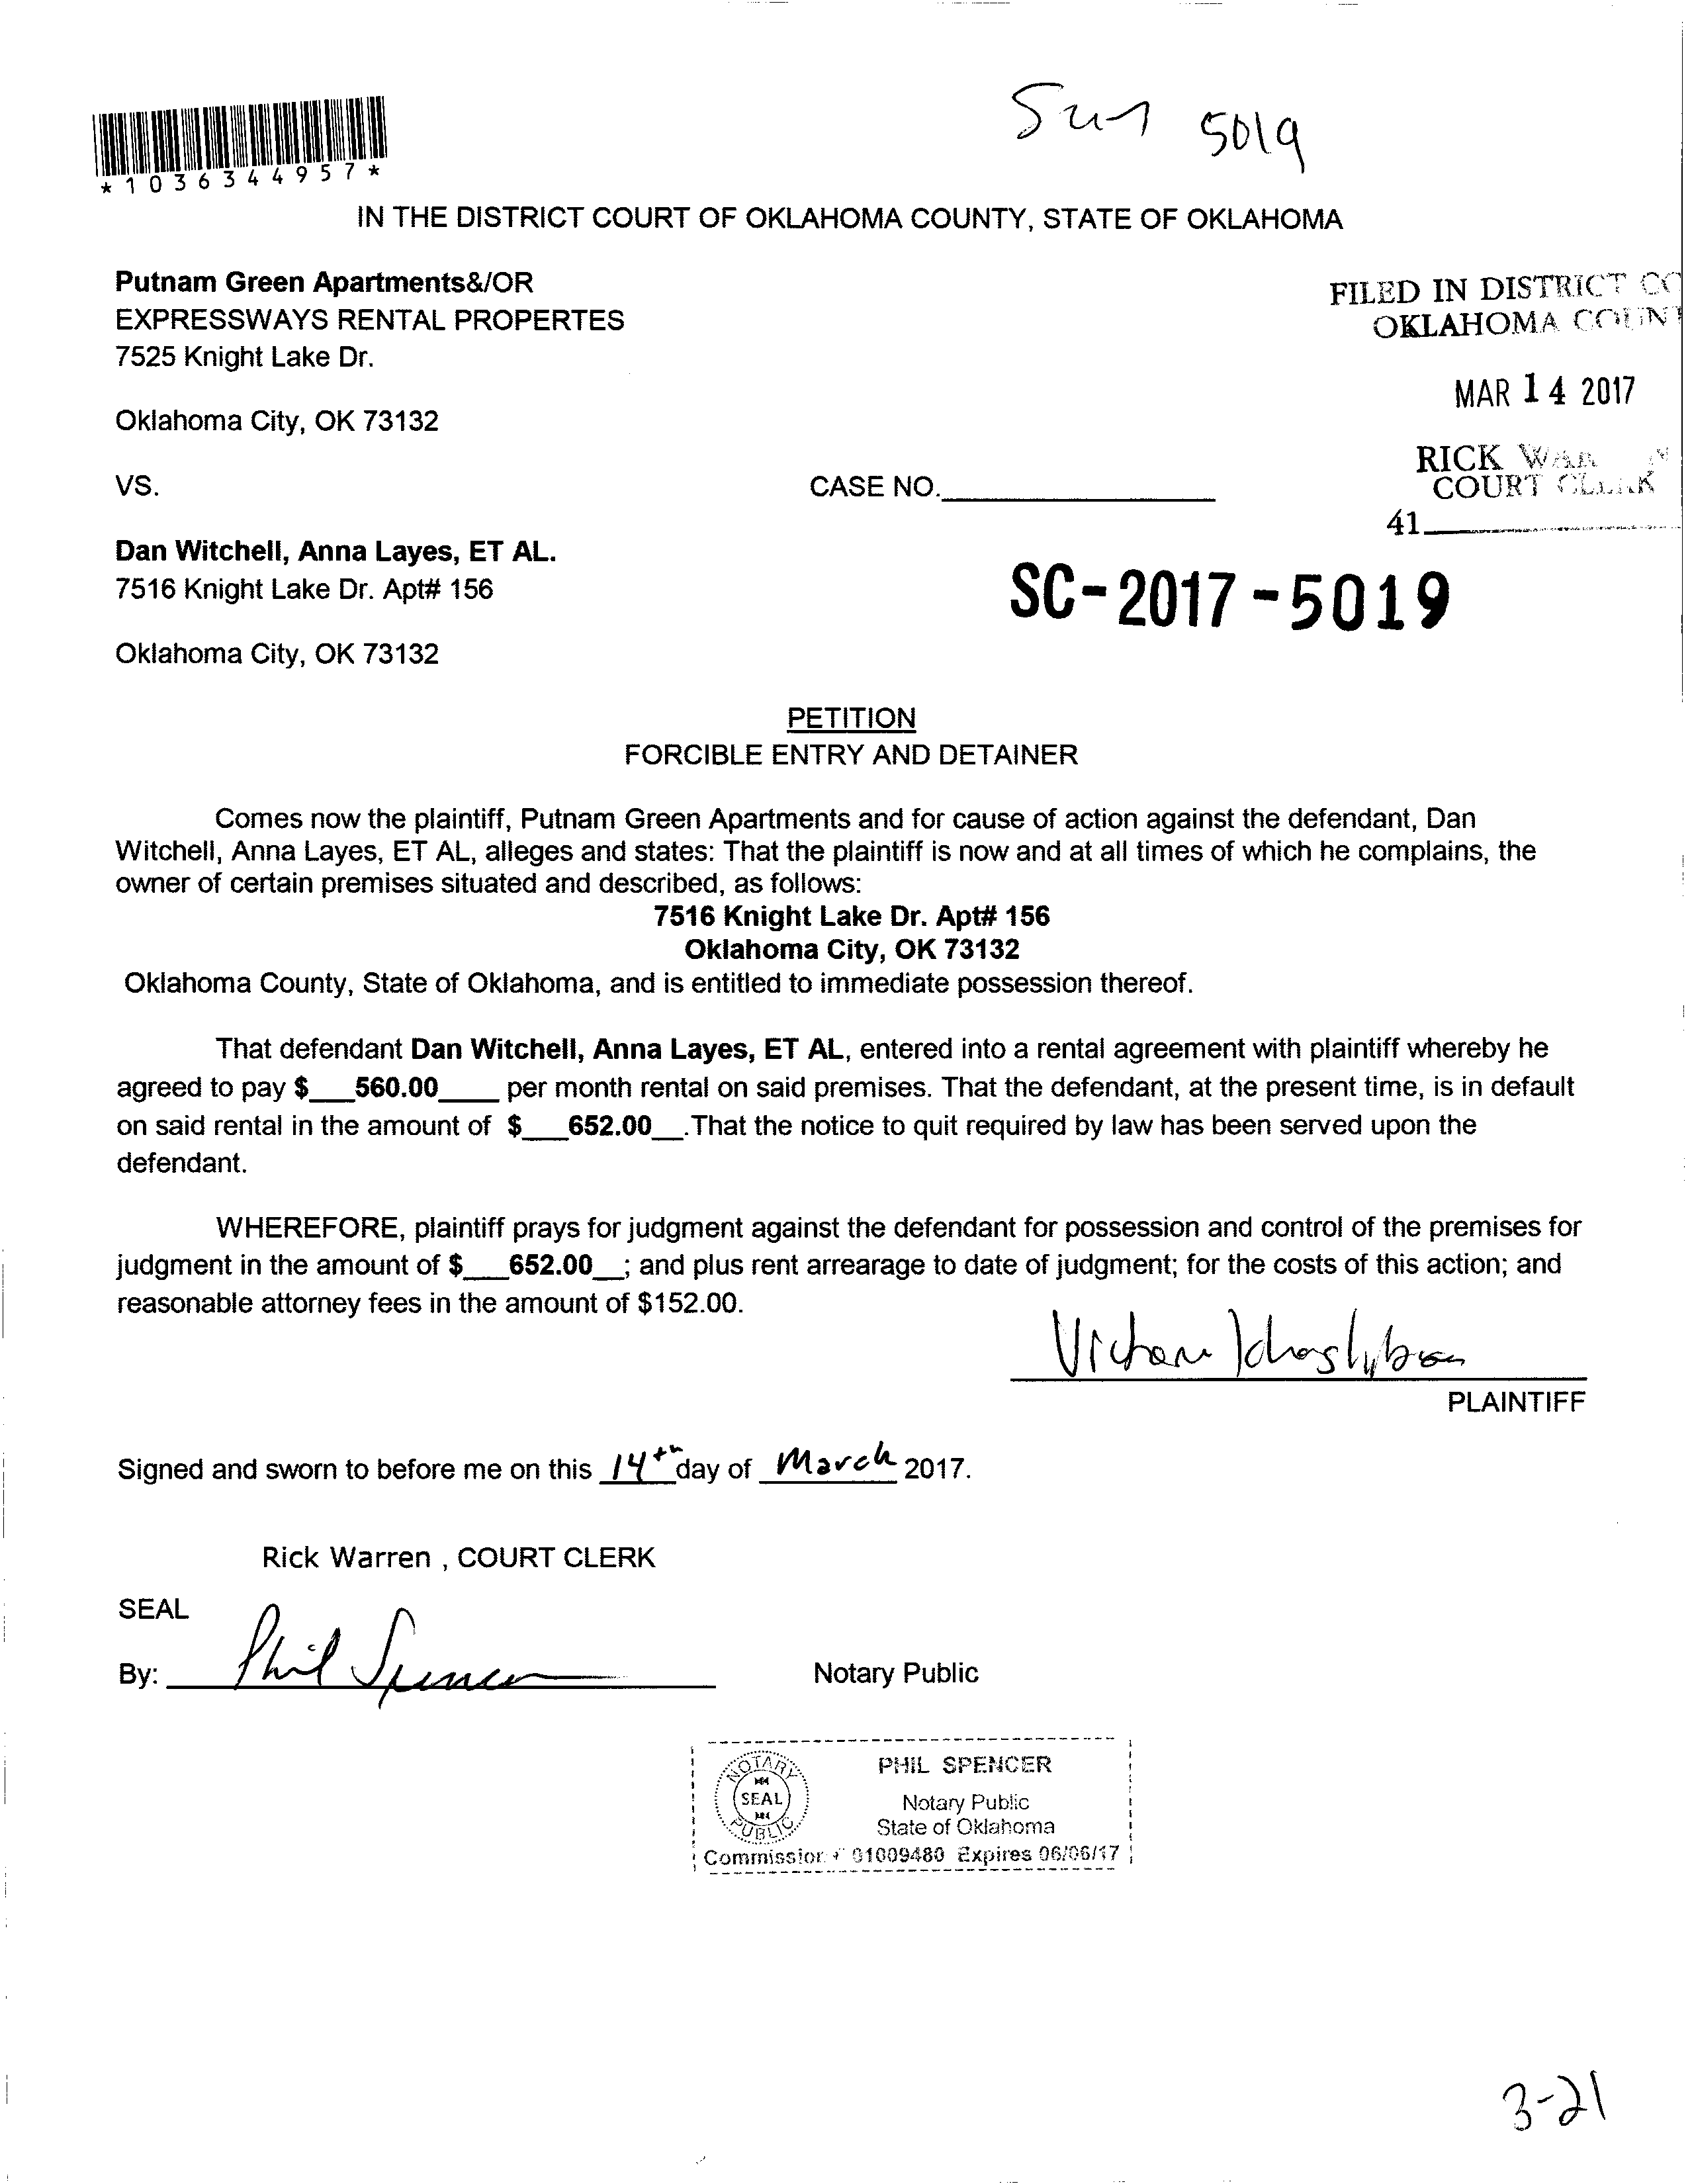 5019
*1036344957*
IN THE DISTRICT COURT OF OKLAHOMA COUNTY, STATE OF OKLAHOMA
Putnam Green Apartments&/OR
EXPRESSWAYS RENTAL PROPERTES
7525 Knight Lake Dr.
Oklahoma City, OK 73132
FILED IN DISTRICT
OKLAHOMA
MAR 14 2017
RICK
COURT CLERK
41
VS.
CASE NO.
Dan Witchell, Anna Layes, ET AL.
7516 Knight Lake Dr. Apt# 156
Oklahoma City, OK 73132
SC-2017-5019
PETITION
FORCIBLE ENTRY AND DETAINER
Comes now the plaintiff, Putnam Green Apartments and for cause of action against the defendant, Dan
Witchell, Anna Layes, ET AL, alleges and states: That the plaintiff is now and at all times of which he complains, the
owner of certain premises situated and described, as follows:
7516 Knight Lake Dr. Apt# 156
Oklahoma City, OK 73132
Oklahoma County, State of Oklahoma, and is entitled to immediate possession thereof.
That defendant Dan Witchell, Anna Layes, ET AL, entered into a rental agreement with plaintiff whereby he
agreed to pay $___560.00____ per month rental on said premises. That the defendant, at the present time, is in default
on said rental in the amount of $___652.00__.That the notice to quit required by law has been served upon the
defendant.
WHEREFORE, plaintiff prays for judgment against the defendant for possession and control of the premises for
judgment in the amount of $___652.00__; and plus rent arrearage to date of judgment; for the costs of this action; and
reasonable attorney fees in the amount of $152.00.
PLAINTIFF
Signed and sworn to before me on this 14th day of March 2017.
Rick Warren , COURT CLERK
SEAL
By: Phil Spencer Notary Public
NOTARY PUBLIC SEAL
PHIL SPENCER
Notary Public
State of Oklahoma
Commission # 01009480 Expires 06/06/17
3-21